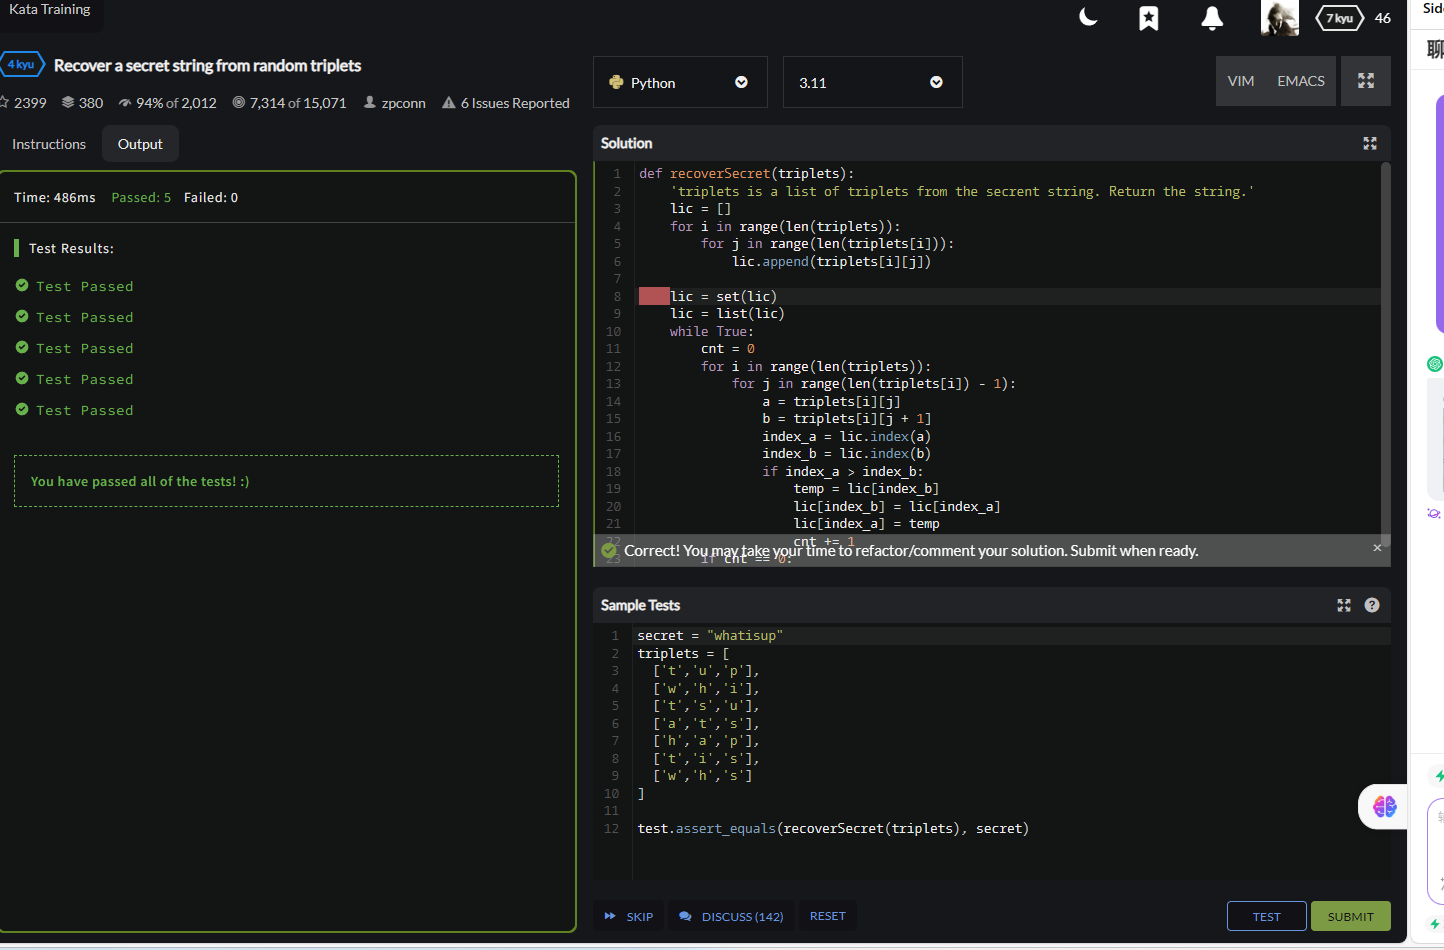 Kata Training
7 kyu 46
4 kyu Recover a secret string from random triplets
2399 380 94% of 2,012 7,314 of 15,071 zpconn 6 Issues Reported
Instructions
Output
Time: 486ms Passed: 5 Failed: 0
Test Results:
Test Passed
Test Passed
Test Passed
Test Passed
Test Passed
You have passed all of the tests! :)
Python
3.11
VIM EMACS
Solution
1 def recoverSecret(triplets):
2 'triplets is a list of triplets from the secrent string. Return the string.'
3 lic = []
4 for i in range(len(triplets)):
5 for j in range(len(triplets[i])):
6 lic.append(triplets[i][j])
7
8 lic = set(lic)
9 lic = list(lic)
10 while True:
11 cnt = 0
12 for i in range(len(triplets)):
13 for j in range(len(triplets[i]) - 1):
14 a = triplets[i][j]
15 b = triplets[i][j + 1]
16 index_a = lic.index(a)
17 index_b = lic.index(b)
18 if index_a > index_b:
19 temp = lic[index_b]
20 lic[index_b] = lic[index_a]
21 lic[index_a] = temp
22 cnt += 1
Correct! You may take your time to refactor/comment your solution. Submit when ready.
23 if cnt == 0:
Sample Tests
1 secret = "whatisup"
2 triplets = [
3 ['t','u','p'],
4 ['w','h','i'],
5 ['t','s','u'],
6 ['a','t','s'],
7 ['h','a','p'],
8 ['t','i','s'],
9 ['w','h','s']
10 ]
11
12 test.assert_equals(recoverSecret(triplets), secret)
SKIP
DISCUSS (142)
RESET
TEST
SUBMIT